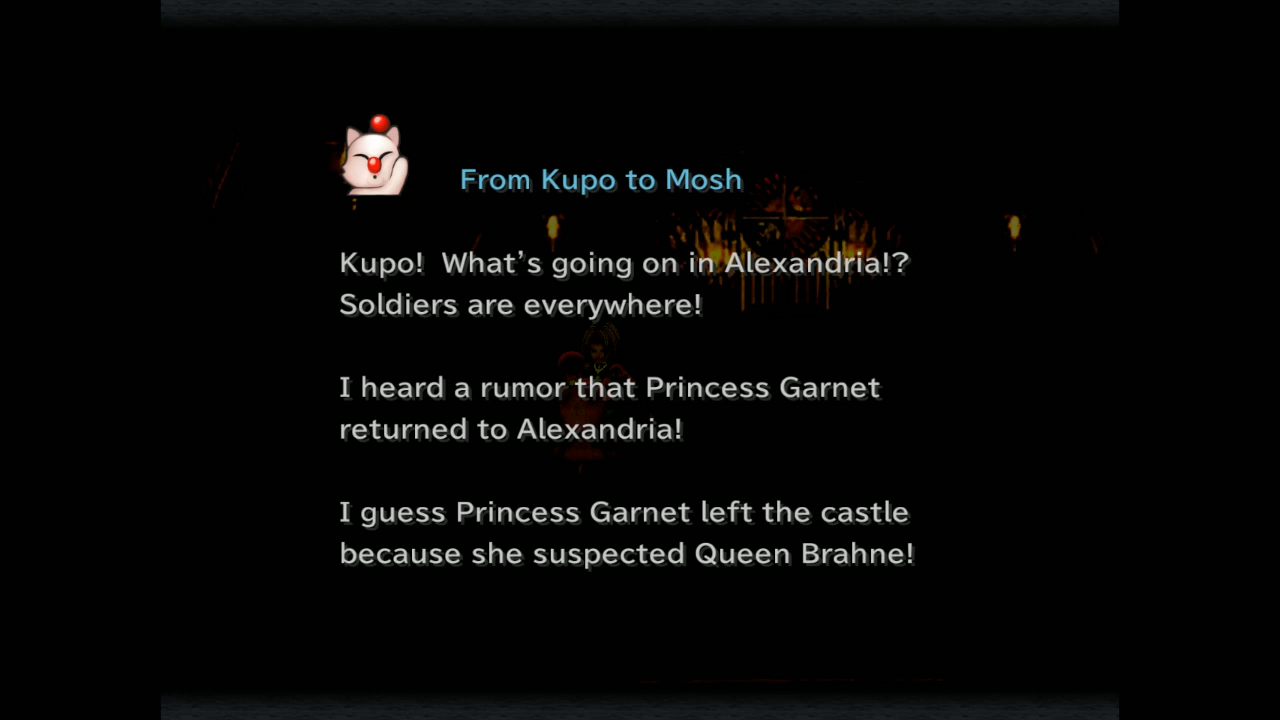 From Kupo to Mosh
Kupo!  What's going on in Alexandria!?
Soldiers are everywhere!
I heard a rumor that Princess Garnet
returned to Alexandria!
I guess Princess Garnet left the castle
because she suspected Queen Brahne!